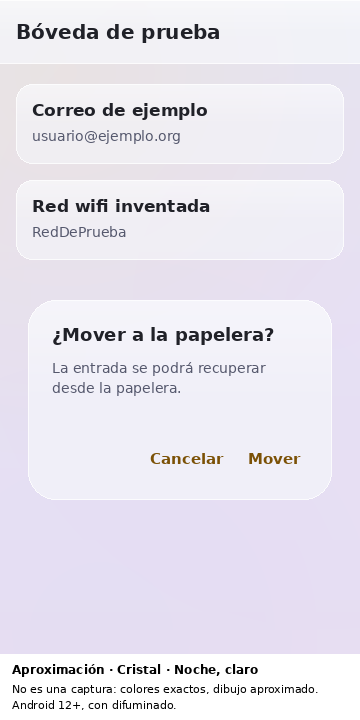 Bóveda de prueba
Correo de ejemplo
usuario@ejemplo.org
Red wifi inventada
RedDePrueba
¿Mover a la papelera?
La entrada se podrá recuperar
desde la papelera.
Cancelar Mover
Aproximación · Cristal · Noche, claro
No es una captura: colores exactos, dibujo aproximado.
Android 12+, con difuminado.